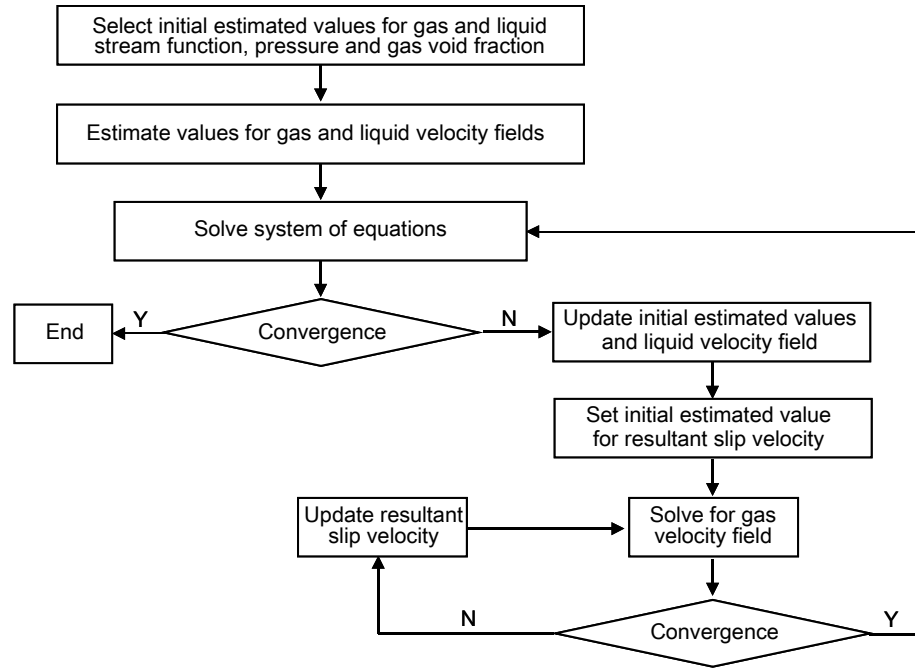 Select initial estimated values for gas and liquid
stream function, pressure and gas void fraction
Estimate values for gas and liquid velocity fields
Solve system of equations
End
Y
Convergence
N
Update initial estimated values
and liquid velocity field
Set initial estimated value
for resultant slip velocity
Update resultant
slip velocity
Solve for gas
velocity field
N
Convergence
Y